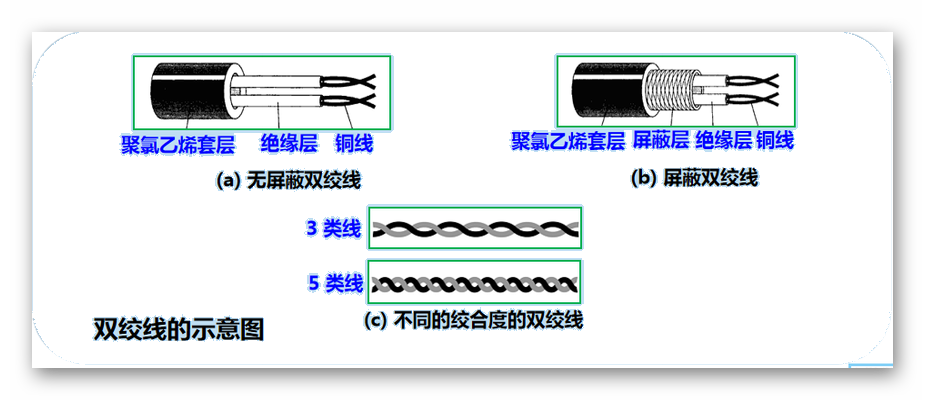 聚氯乙烯套层 绝缘层 铜线
(a) 无屏蔽双绞线
聚氯乙烯套层 屏蔽层 绝缘层 铜线
(b) 屏蔽双绞线
3 类线
5 类线
(c) 不同的绞合度的双绞线
双绞线的示意图